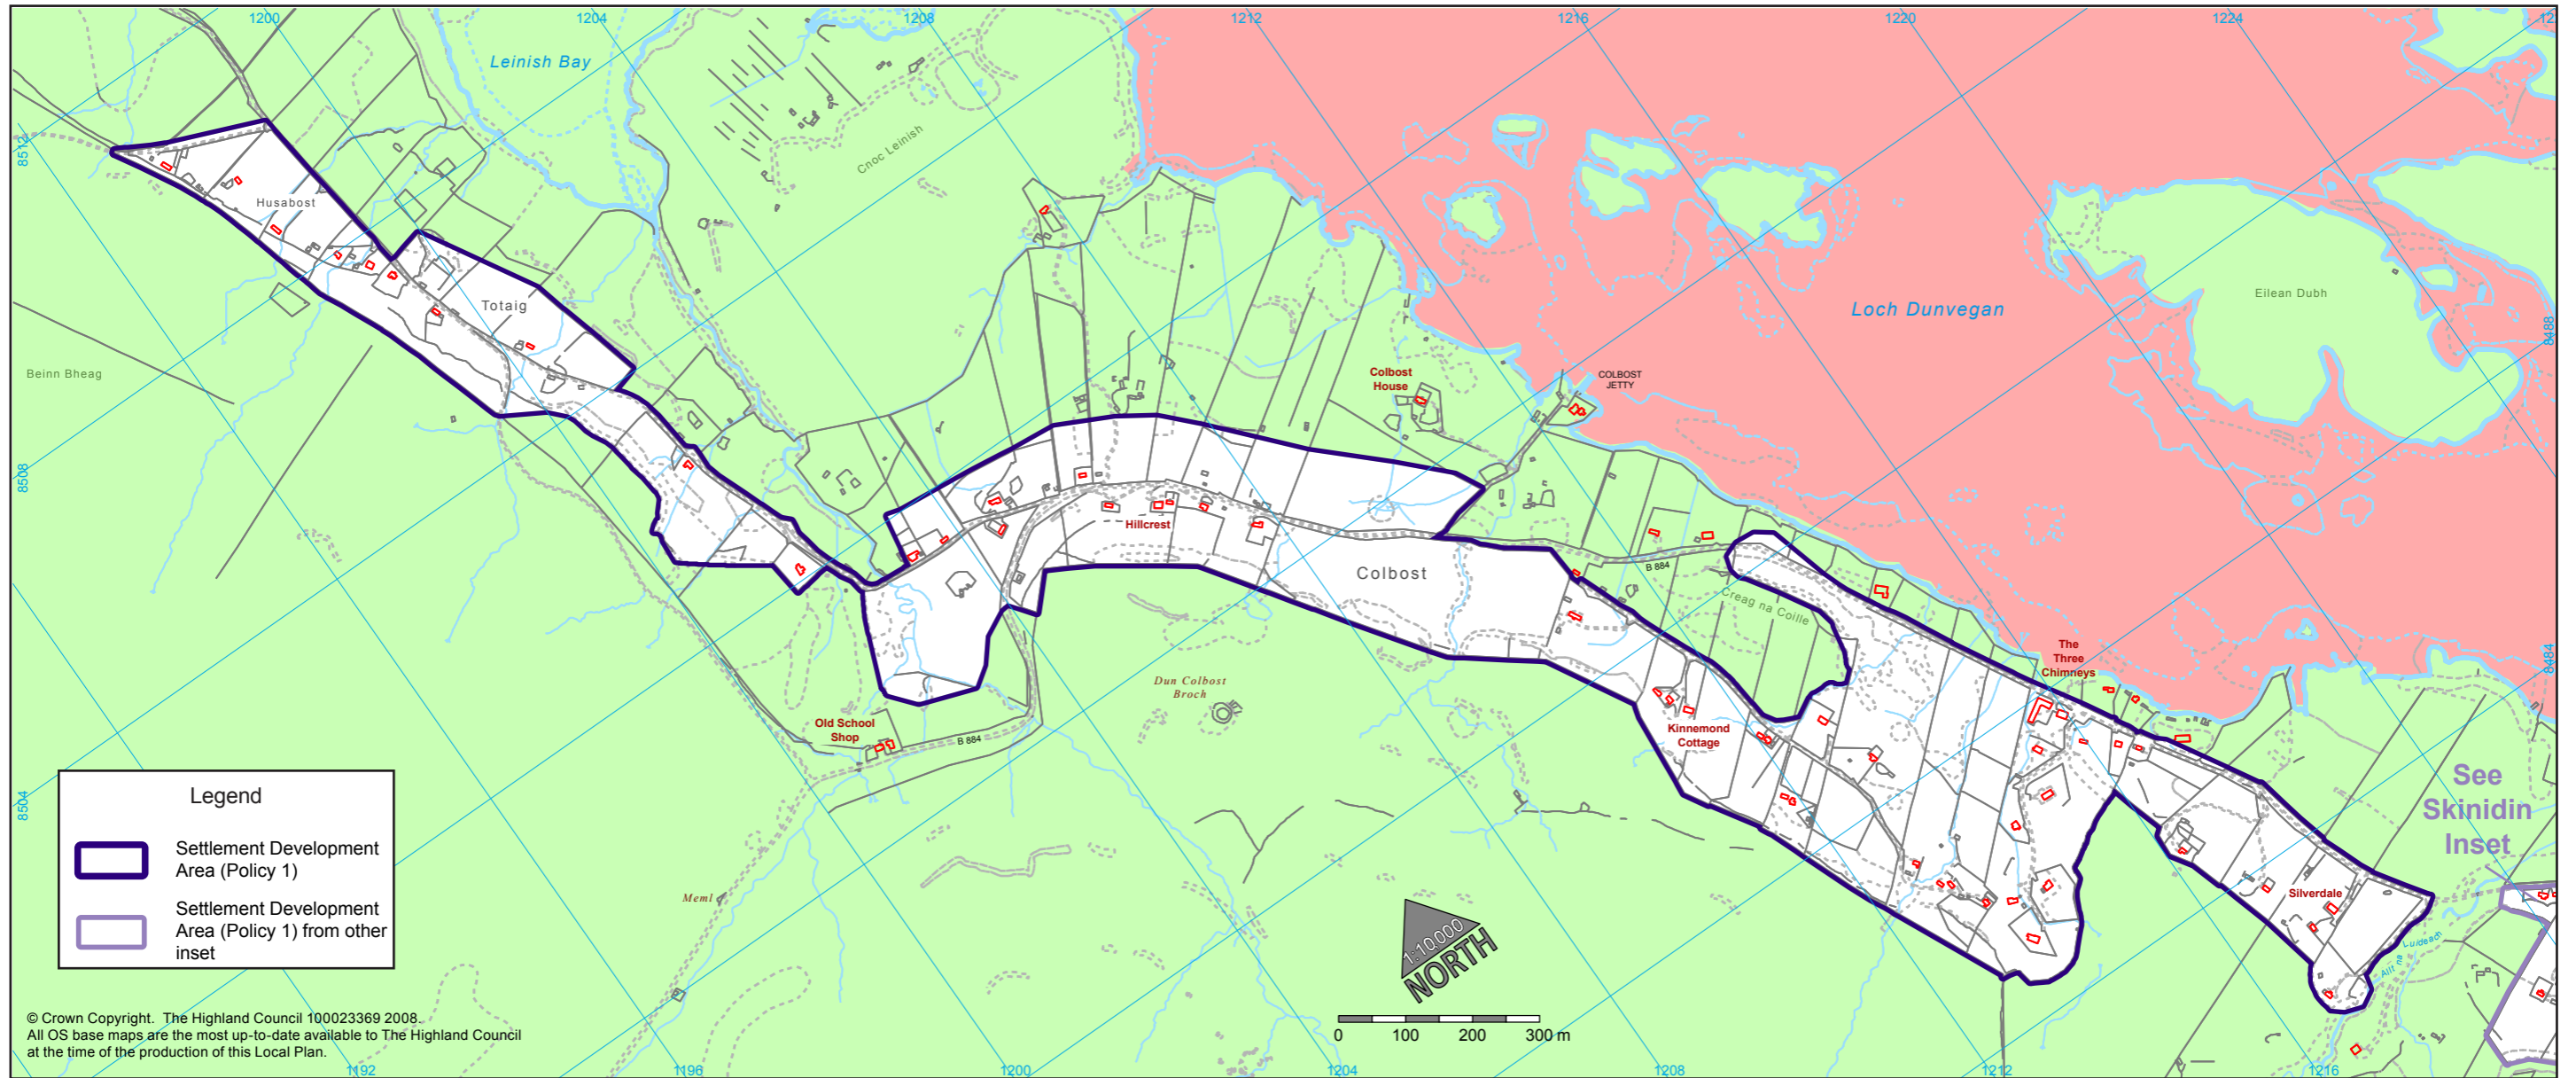 1200
1204
1208
1212
1216
1220
1224
12
Leinish Bay
Cnoc Leinish
8512
Husabost
Totaig
Beinn Bheag
Loch Dunvegan
Eilean Dubh
8488
Colbost
House
COLBOST
JETTY
8508
Hillcrest
Colbost
B 884
Creag na Coille
The
Three
Chimneys
8484
Dun Colbost
Broch
Old School
Shop
B 884
Kinnemond
Cottage
See
Skinidin
Inset
8504
Legend
Settlement Development
Area (Policy 1)
Settlement Development
Area (Policy 1) from other
inset
Meml
Silverdale
Allt na Luideach
1:10,000
NORTH
0 100 200 300 m
© Crown Copyright. The Highland Council 100023369 2008.
All OS base maps are the most up-to-date available to The Highland Council
at the time of the production of this Local Plan.
1192
1196
1200
1204
1208
1212
1216